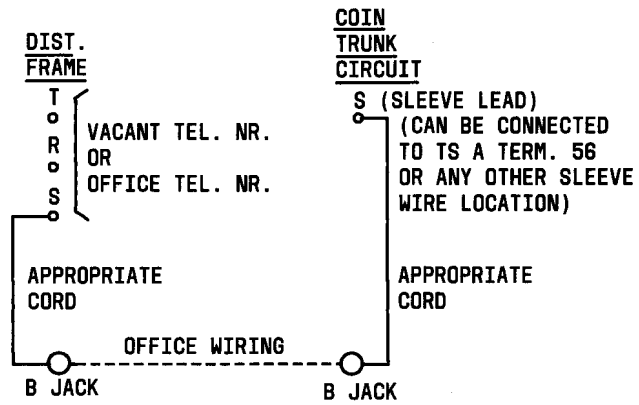 DIST.
FRAME
T
R
S
VACANT TEL. NR.
OR
OFFICE TEL. NR.
COIN
TRUNK
CIRCUIT
S (SLEEVE LEAD)
(CAN BE CONNECTED
TO TS A TERM. 56
OR ANY OTHER SLEEVE
WIRE LOCATION)
APPROPRIATE
CORD
APPROPRIATE
CORD
OFFICE WIRING
B JACK
B JACK